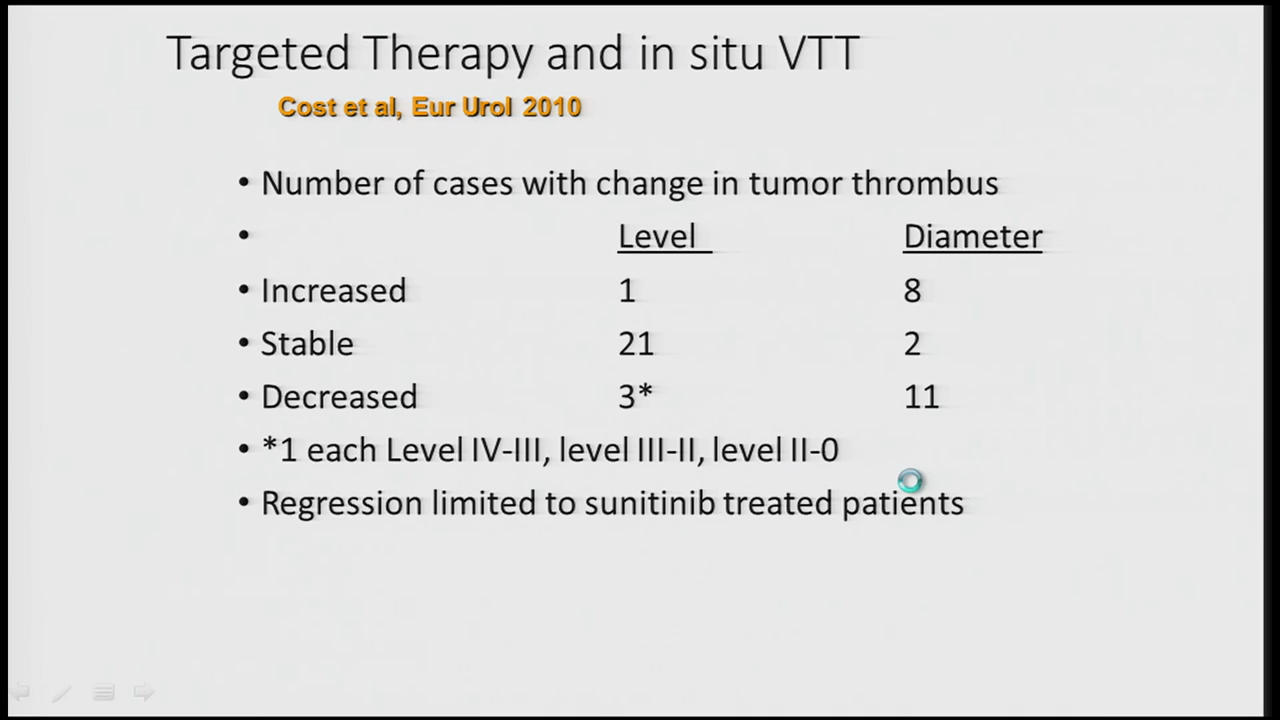 Targeted Therapy and in situ VTT
Cost et al, Eur Urol 2010
• Number of cases with change in tumor thrombus
• Level Diameter
• Increased 1 8
• Stable 21 2
• Decreased 3* 11
• *1 each Level IV-III, level III-II, level II-0
• Regression limited to sunitinib treated patients